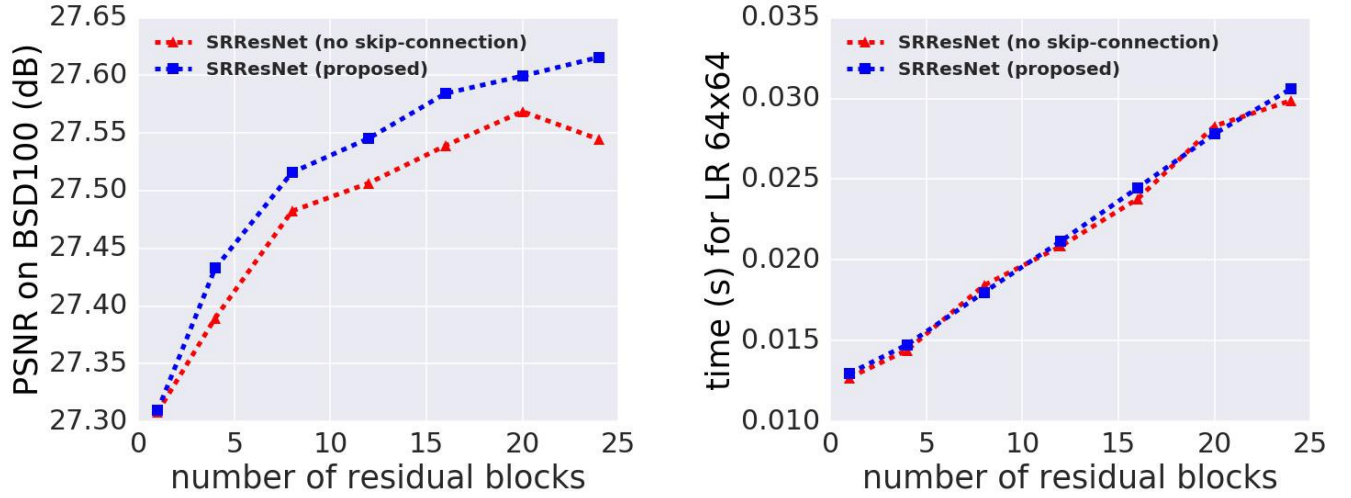 PSNR on BSD100 (dB)
27.65
27.60
27.55
27.50
27.45
27.40
27.35
27.30
SRResNet (no skip-connection)
SRResNet (proposed)
0 5 10 15 20 25
number of residual blocks
time (s) for LR 64x64
0.035
0.030
0.025
0.020
0.015
0.010
SRResNet (no skip-connection)
SRResNet (proposed)
0 5 10 15 20 25
number of residual blocks